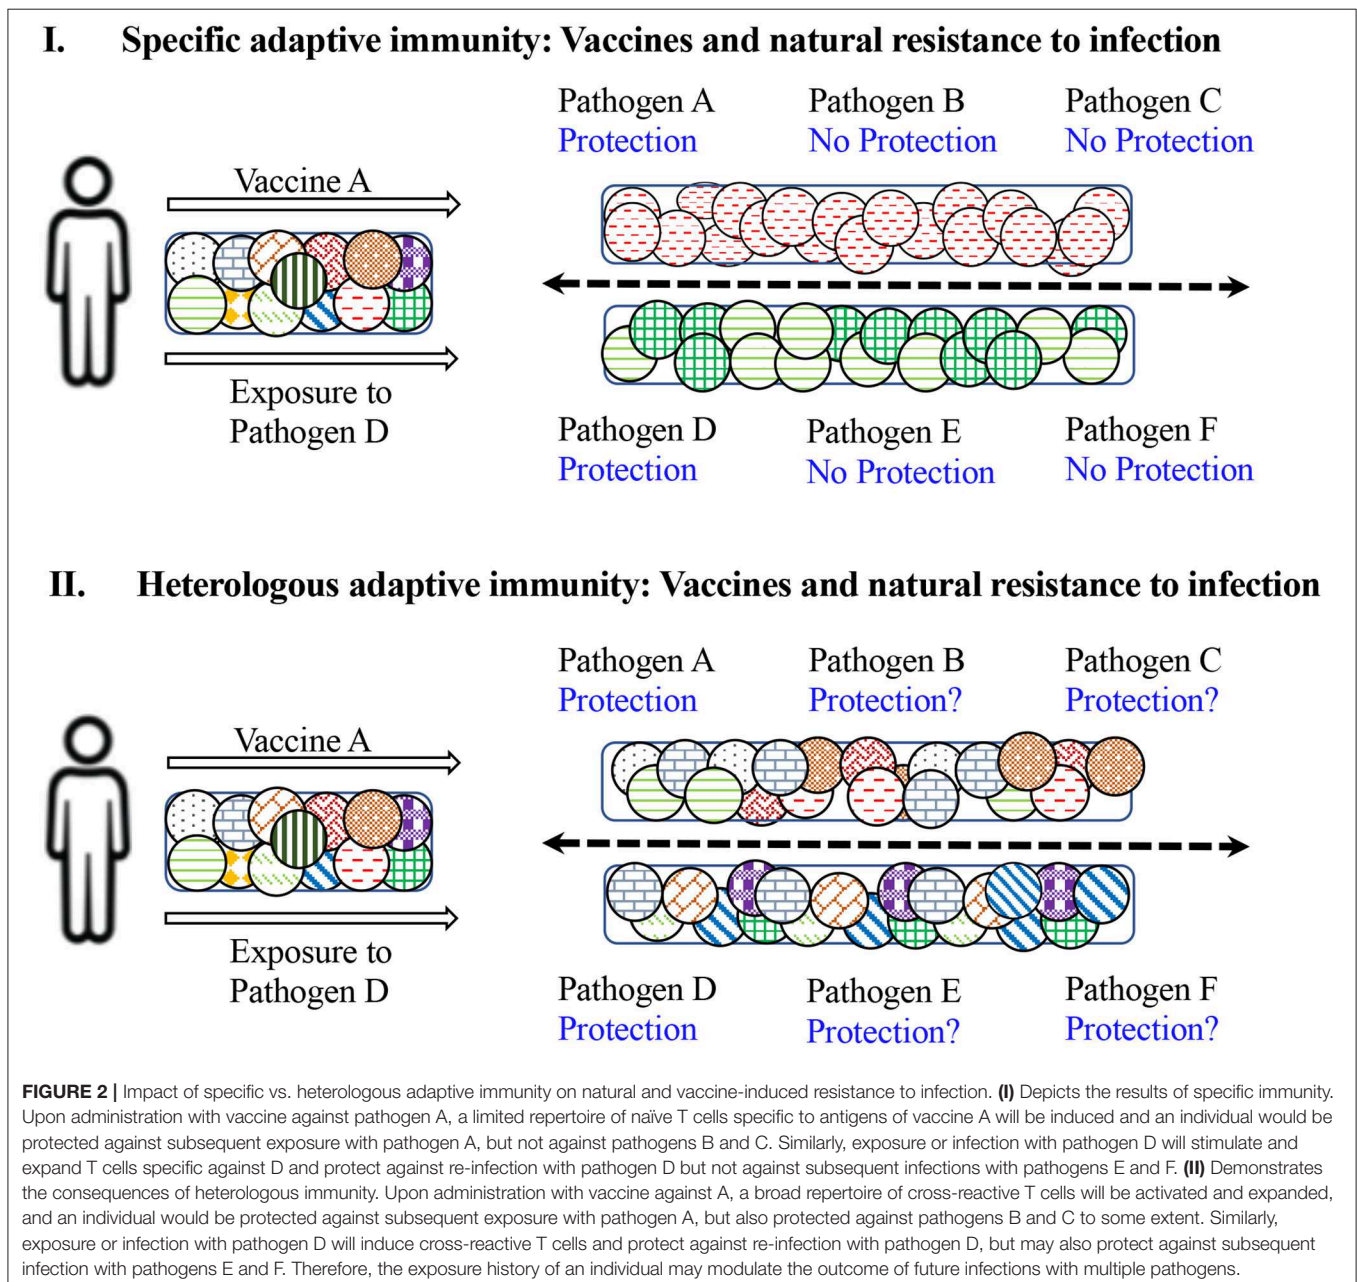 I. Specific adaptive immunity: Vaccines and natural resistance to infection
Pathogen A Pathogen B Pathogen C
Protection No Protection No Protection
Vaccine A
Exposure to
Pathogen D
Pathogen D Pathogen E Pathogen F
Protection No Protection No Protection
II. Heterologous adaptive immunity: Vaccines and natural resistance to infection
Pathogen A Pathogen B Pathogen C
Protection Protection? Protection?
Vaccine A
Exposure to
Pathogen D
Pathogen D Pathogen E Pathogen F
Protection Protection? Protection?
FIGURE 2 | Impact of specific vs. heterologous adaptive immunity on natural and vaccine-induced resistance to infection. (I) Depicts the results of specific immunity.
Upon administration with vaccine against pathogen A, a limited repertoire of naïve T cells specific to antigens of vaccine A will be induced and an individual would be
protected against subsequent exposure with pathogen A, but not against pathogens B and C. Similarly, exposure or infection with pathogen D will stimulate and
expand T cells specific against D and protect against re-infection with pathogen D but not against subsequent infections with pathogens E and F. (II) Demonstrates
the consequences of heterologous immunity. Upon administration with vaccine against A, a broad repertoire of cross-reactive T cells will be activated and expanded,
and an individual would be protected against subsequent exposure with pathogen A, but also protected against pathogens B and C to some extent. Similarly,
exposure or infection with pathogen D will induce cross-reactive T cells and protect against re-infection with pathogen D, but may also protect against subsequent
infection with pathogens E and F. Therefore, the exposure history of an individual may modulate the outcome of future infections with multiple pathogens.